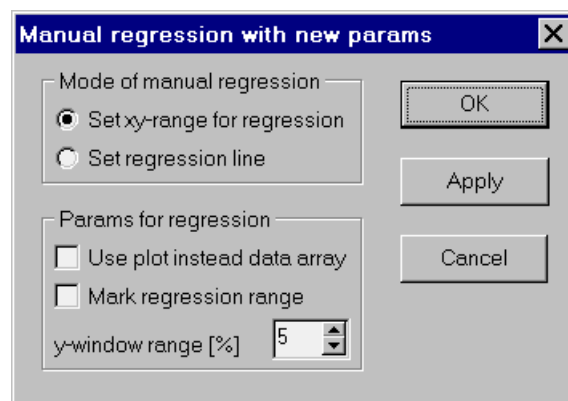 Manual regression with new params
Mode of manual regression
Set xy-range for regression
Set regression line
Params for regression
Use plot instead data array
Mark regression range
y-window range [%] 5
OK
Apply
Cancel